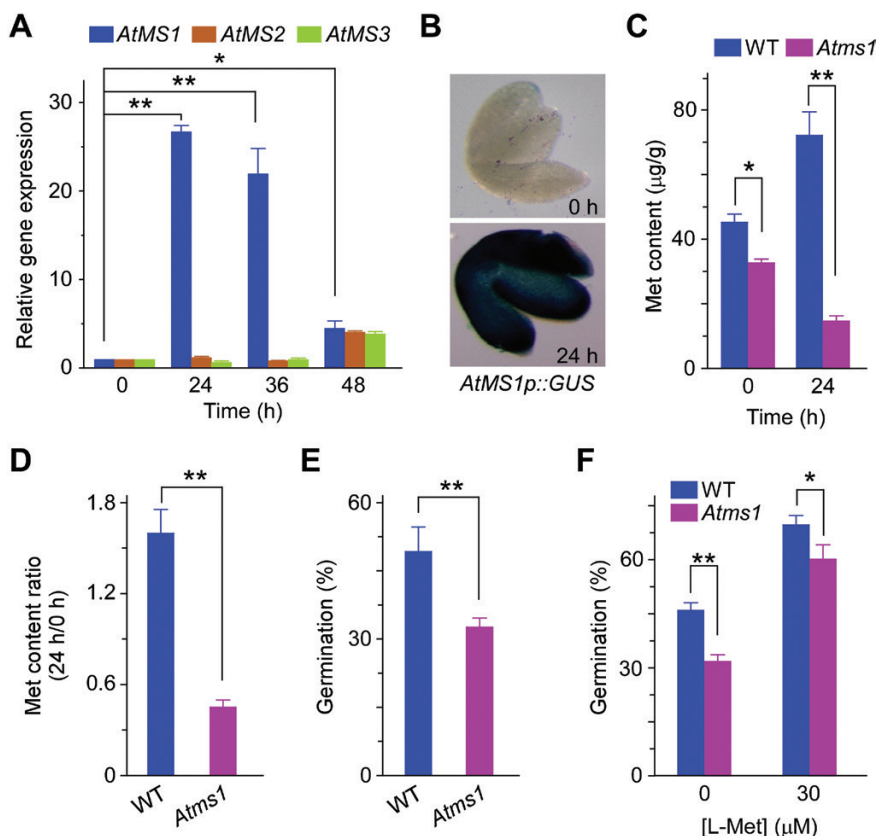 A
AtMS1 AtMS2 AtMS3
*
**
**
Relative gene expression
30
20
10
0
0 24 36 48
Time (h)
B
0 h
24 h
AtMS1p::GUS
C
WT Atms1
**
*
Met content (µg/g)
80
40
0
0 24
Time (h)
D
**
Met content ratio
(24 h/0 h)
1.8
1.2
0.6
0
WT Atms1
E
**
Germination (%)
60
30
0
WT Atms1
F
WT
Atms1
*
**
Germination (%)
60
30
0
0 30
[L-Met] (µM)